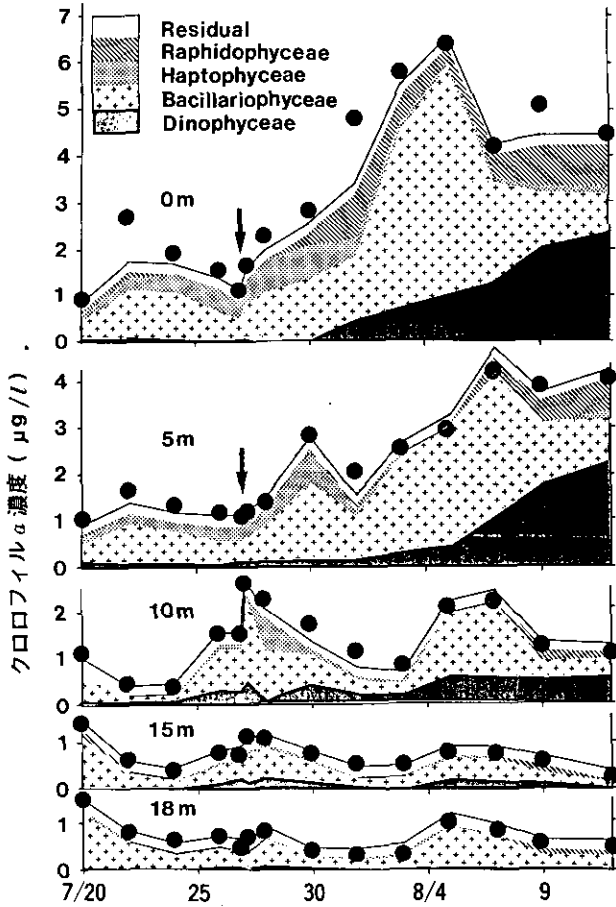 7
Residual
Raphidophyceae
6
Haptophyceae
Bacillariophyceae
5
Dinophyceae
4
3
0m
2
1
0
4
5m
3
2
1
0
10m
2
1
0
15m
1
0
18m
1
0
クロロフィルa濃度 (μg/l)
7/20 25 30 8/4 9